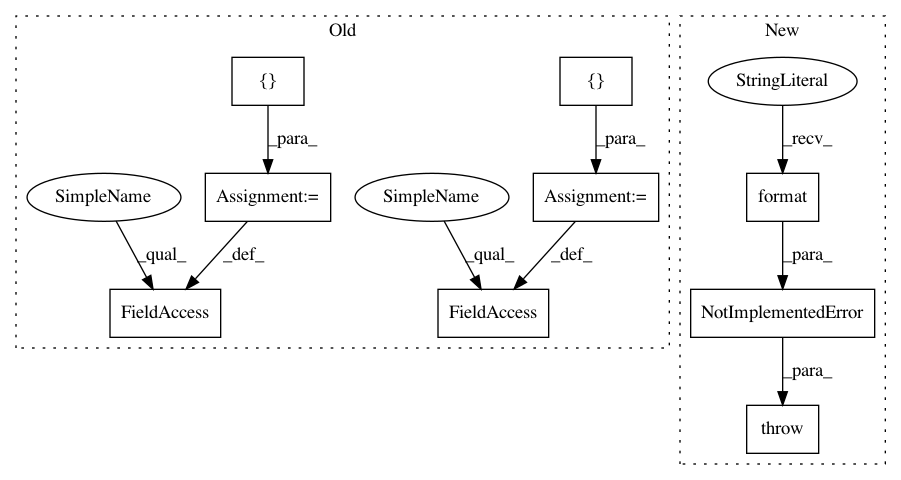 Old
New
{}
{}
StringLiteral
_para_
_para_
_recv_
SimpleName
Assignment:=
SimpleName
Assignment:=
format
_qual_
_def_
_qual_
_def_
_para_
FieldAccess
FieldAccess
NotImplementedError
_para_
throw